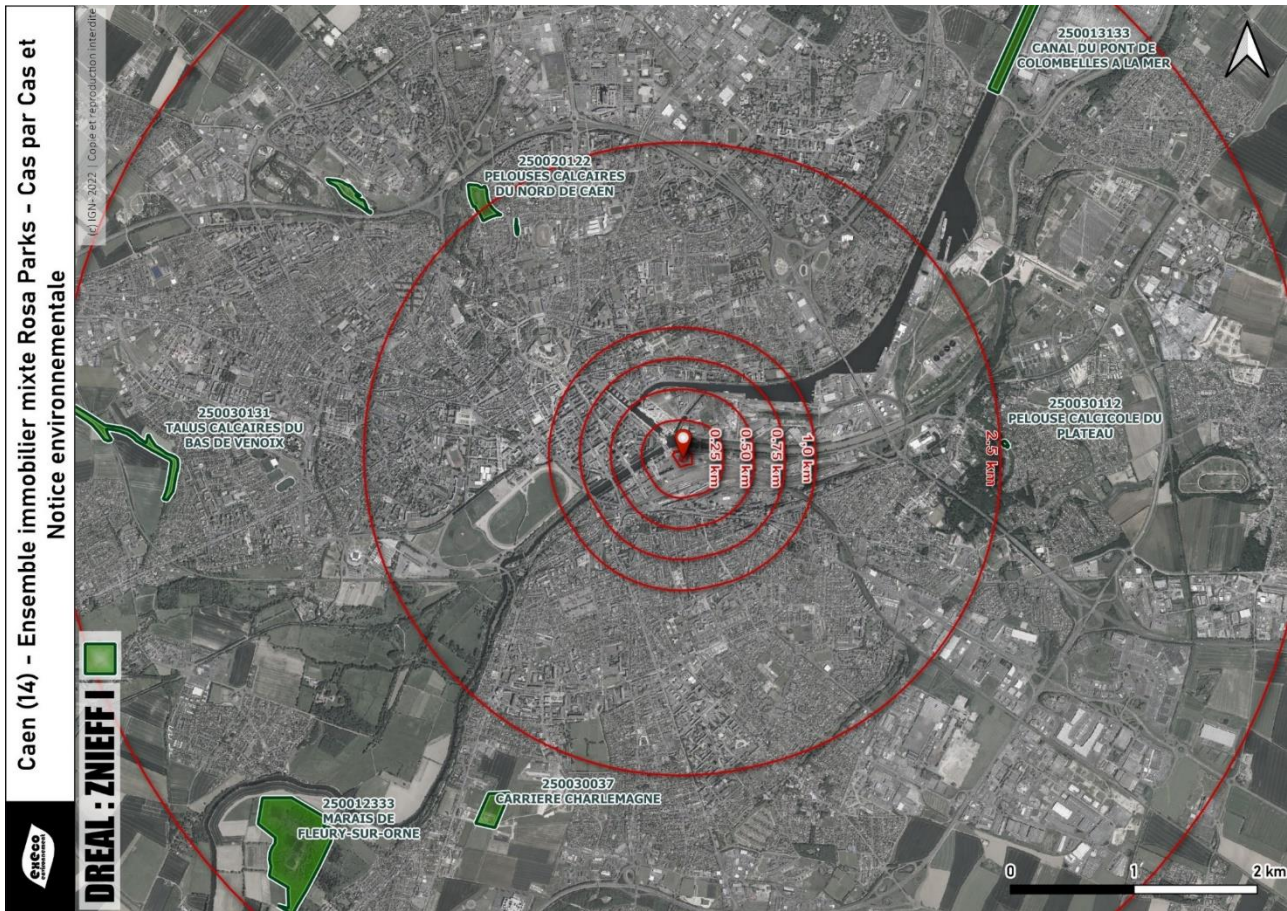 Caen (14) - Ensemble immobilier mixte Rosa Parks - Cas par Cas et
Notice environnementale
execo
environnement
DREAL : ZNIEFF I
(c) IGN- 2022 | Copie et reproduction interdite
250013133
CANAL DU PONT DE
COLOMBELLES A LA MER
250020122
PELOUSES CALCAIRES
DU NORD DE CAEN
250030131
TALUS CALCAIRES DU
BAS DE VENOIX
250030112
PELOUSE CALCICOLE DU
PLATEAU
0.25 km
0.50 km
0.75 km
1,0 km
2.5 km
250030037
CARRIERE CHARLEMAGNE
250012333
MARAIS DE
FLEURY-SUR-ORNE
0 1 2 km